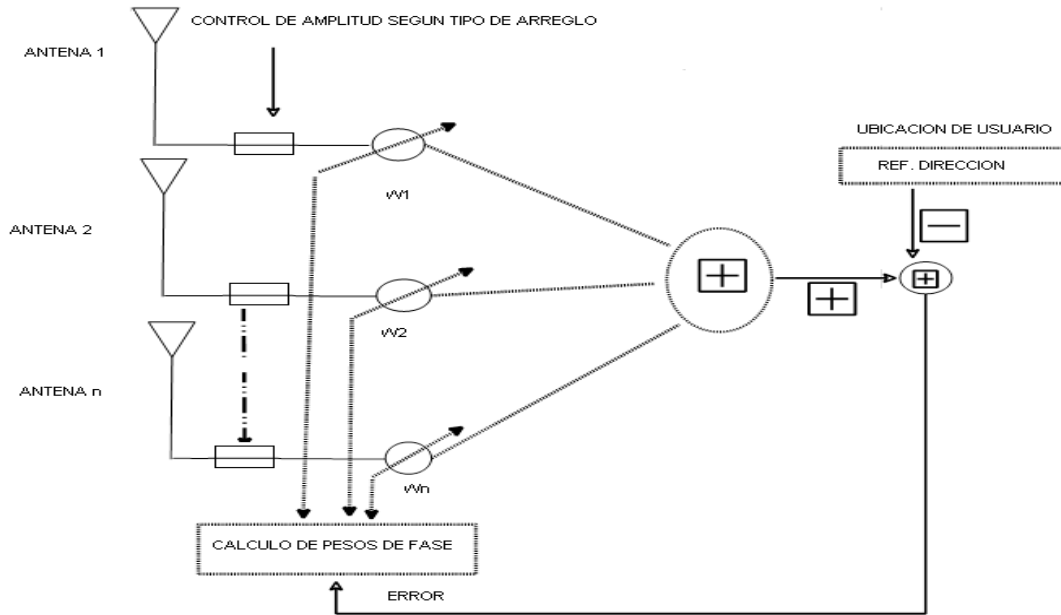 CONTROL DE AMPLITUD SEGUN TIPO DE ARREGLO
ANTENA 1
UBICACION DE USUARIO
REF. DIRECCION
W1
ANTENA 2
W2
ANTENA n
Wn
CALCULO DE PESOS DE FASE
ERROR